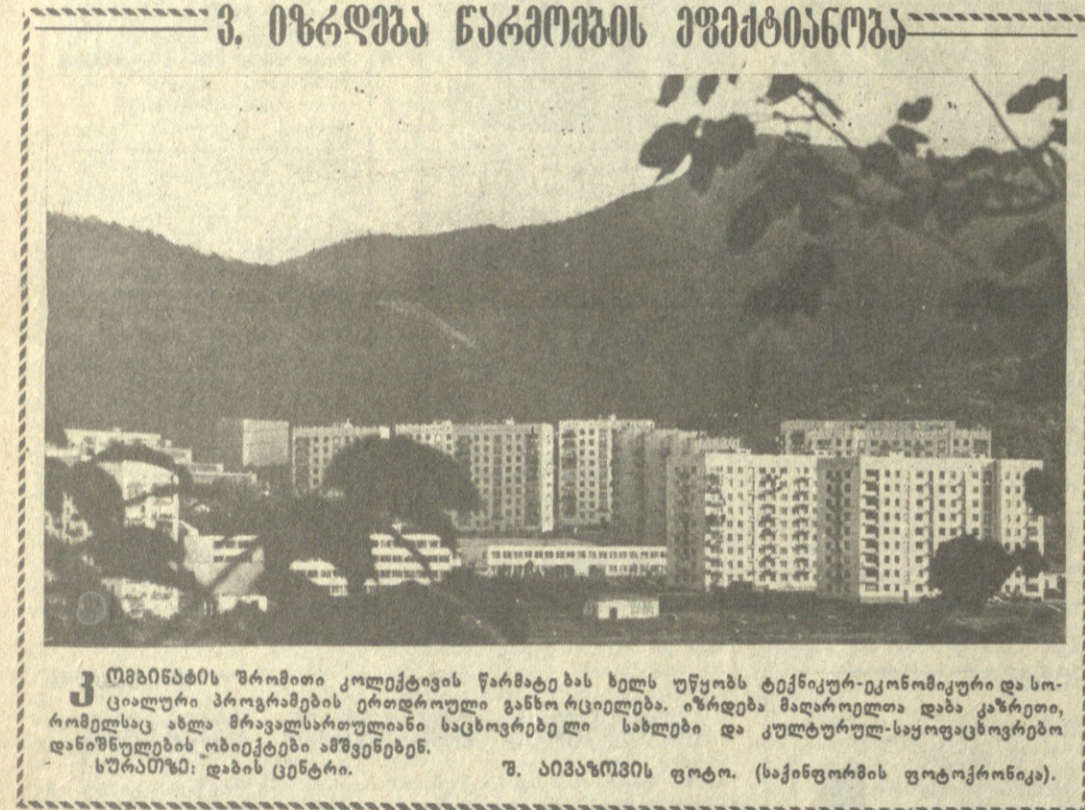 3. იზრდება წარმოების ეფექტიანობა
კომბინატის შრომითი კოლექტივის წარმატებას ხელს უწყობს ტექნიკურ-ეკონომიკური და სო-
ციალური პროგრამების ერთდროული განხორციელება. იზრდება მაღაროელთა დაბა კაზრეთი,
რომელსაც ახლა მრავალსართულიანი საცხოვრებელი სახლები და კულტურულ-საყოფაცხოვრებო
დანიშნულების ობიექტები ამშვენებენ.
სურათზე: დაბის ცენტრი. შ. აივაზოვის ფოტო. (საქინფორმის ფოტოქრონიკა).